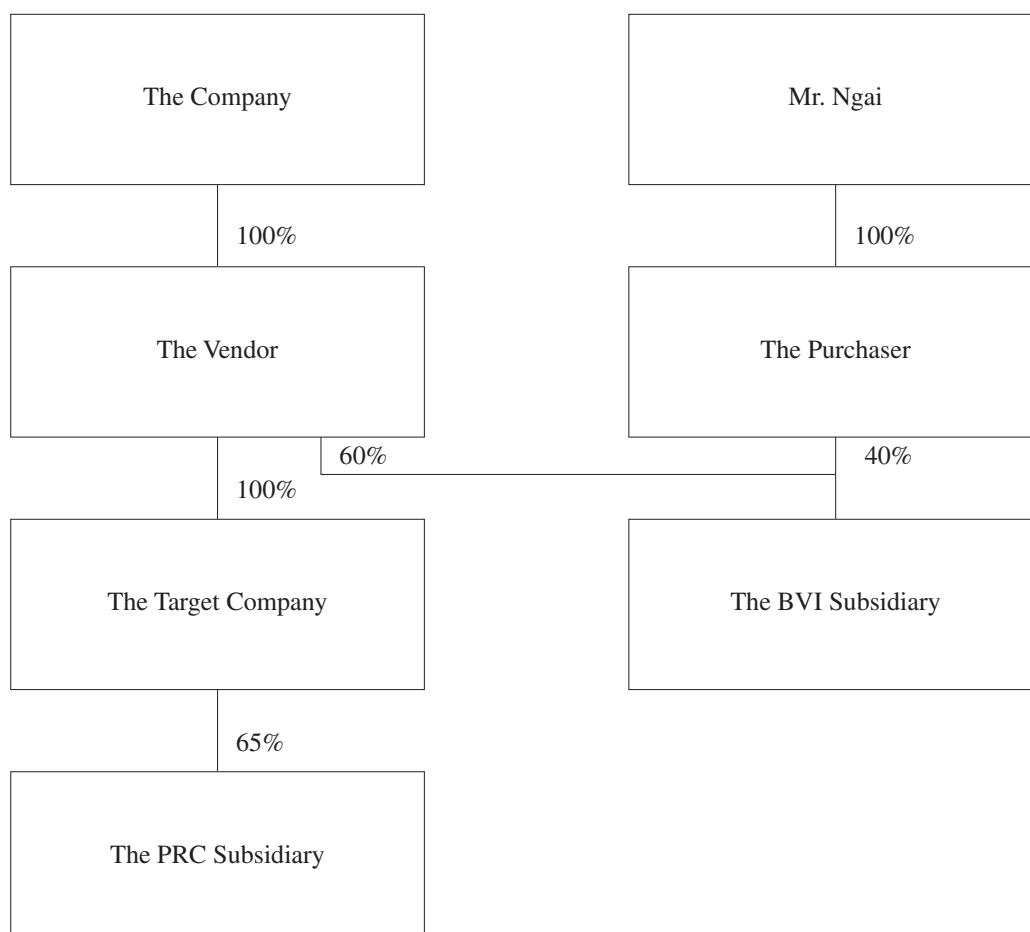 The Company
Mr. Ngai
100%
100%
The Vendor
The Purchaser
60%
40%
100%
The Target Company
The BVI Subsidiary
65%
The PRC Subsidiary